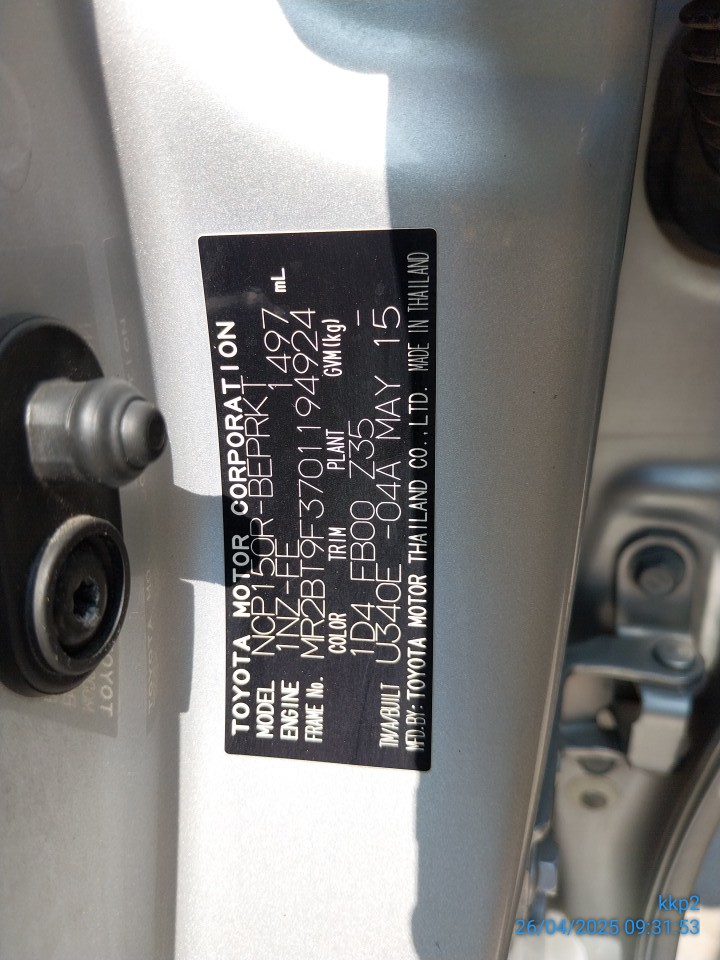 TOYOTA MOTOR CORPORATION
MODEL NCP150R-BEPRKT
ENGINE 1NZ-FE 1497 mL
FRAME No. MR2BT9F3701194924
COLOR TRIM PLANT GVM(kg)
1D4 FB00 Z35 —
TM/A/BUILT U340E -04A MAY 15
MFD.BY: TOYOTA MOTOR THAILAND CO.,LTD. MADE IN THAILAND
kkp2
26/04/2025 09:31:53